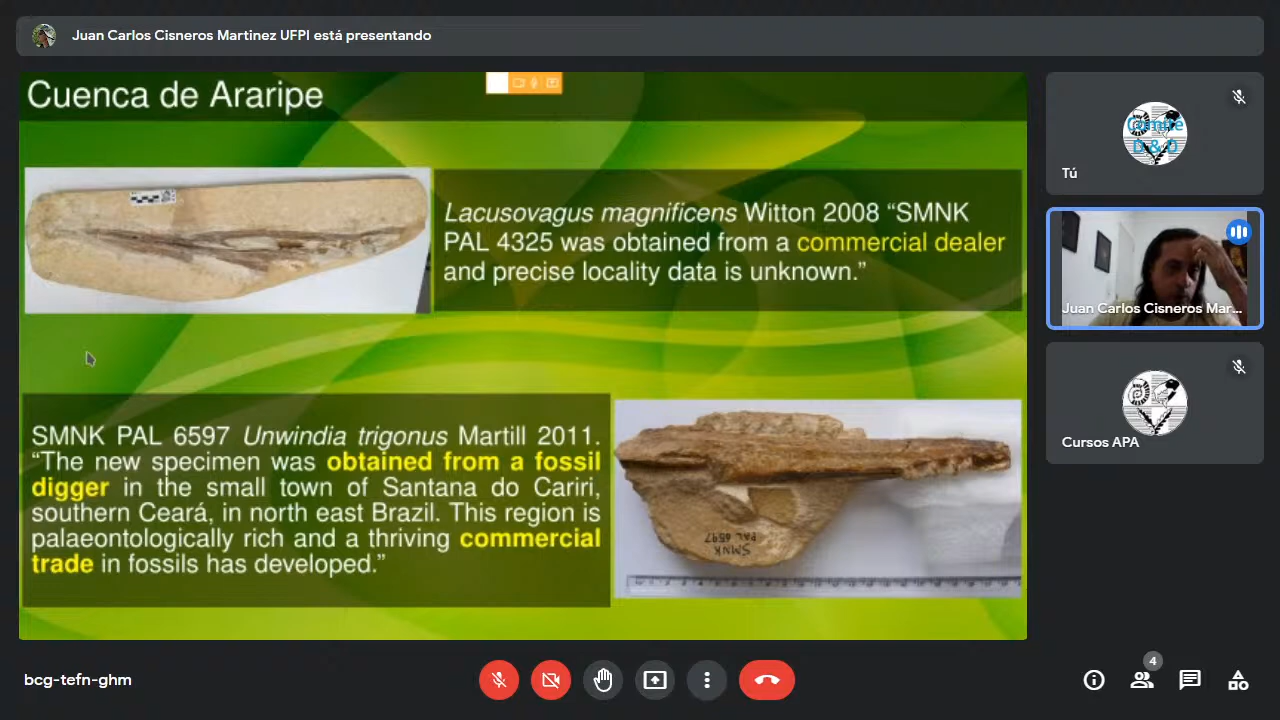 Juan Carlos Cisneros Martinez UFPI está presentando
Cuenca de Araripe
Lacusovagus magnificens Witton 2008 “SMNK
PAL 4325 was obtained from a commercial dealer
and precise locality data is unknown.”
SMNK PAL 6597 Unwindia trigonus Martill 2011.
“The new specimen was obtained from a fossil
digger in the small town of Santana do Cariri,
southern Ceará, in north east Brazil. This region is
palaeontologically rich and a thriving commercial
trade in fossils has developed.”
SMNK
PAL 6597
Comite
D & D
Tú
Juan Carlos Cisneros Mar...
Cursos APA
bcg-tefn-ghm
4